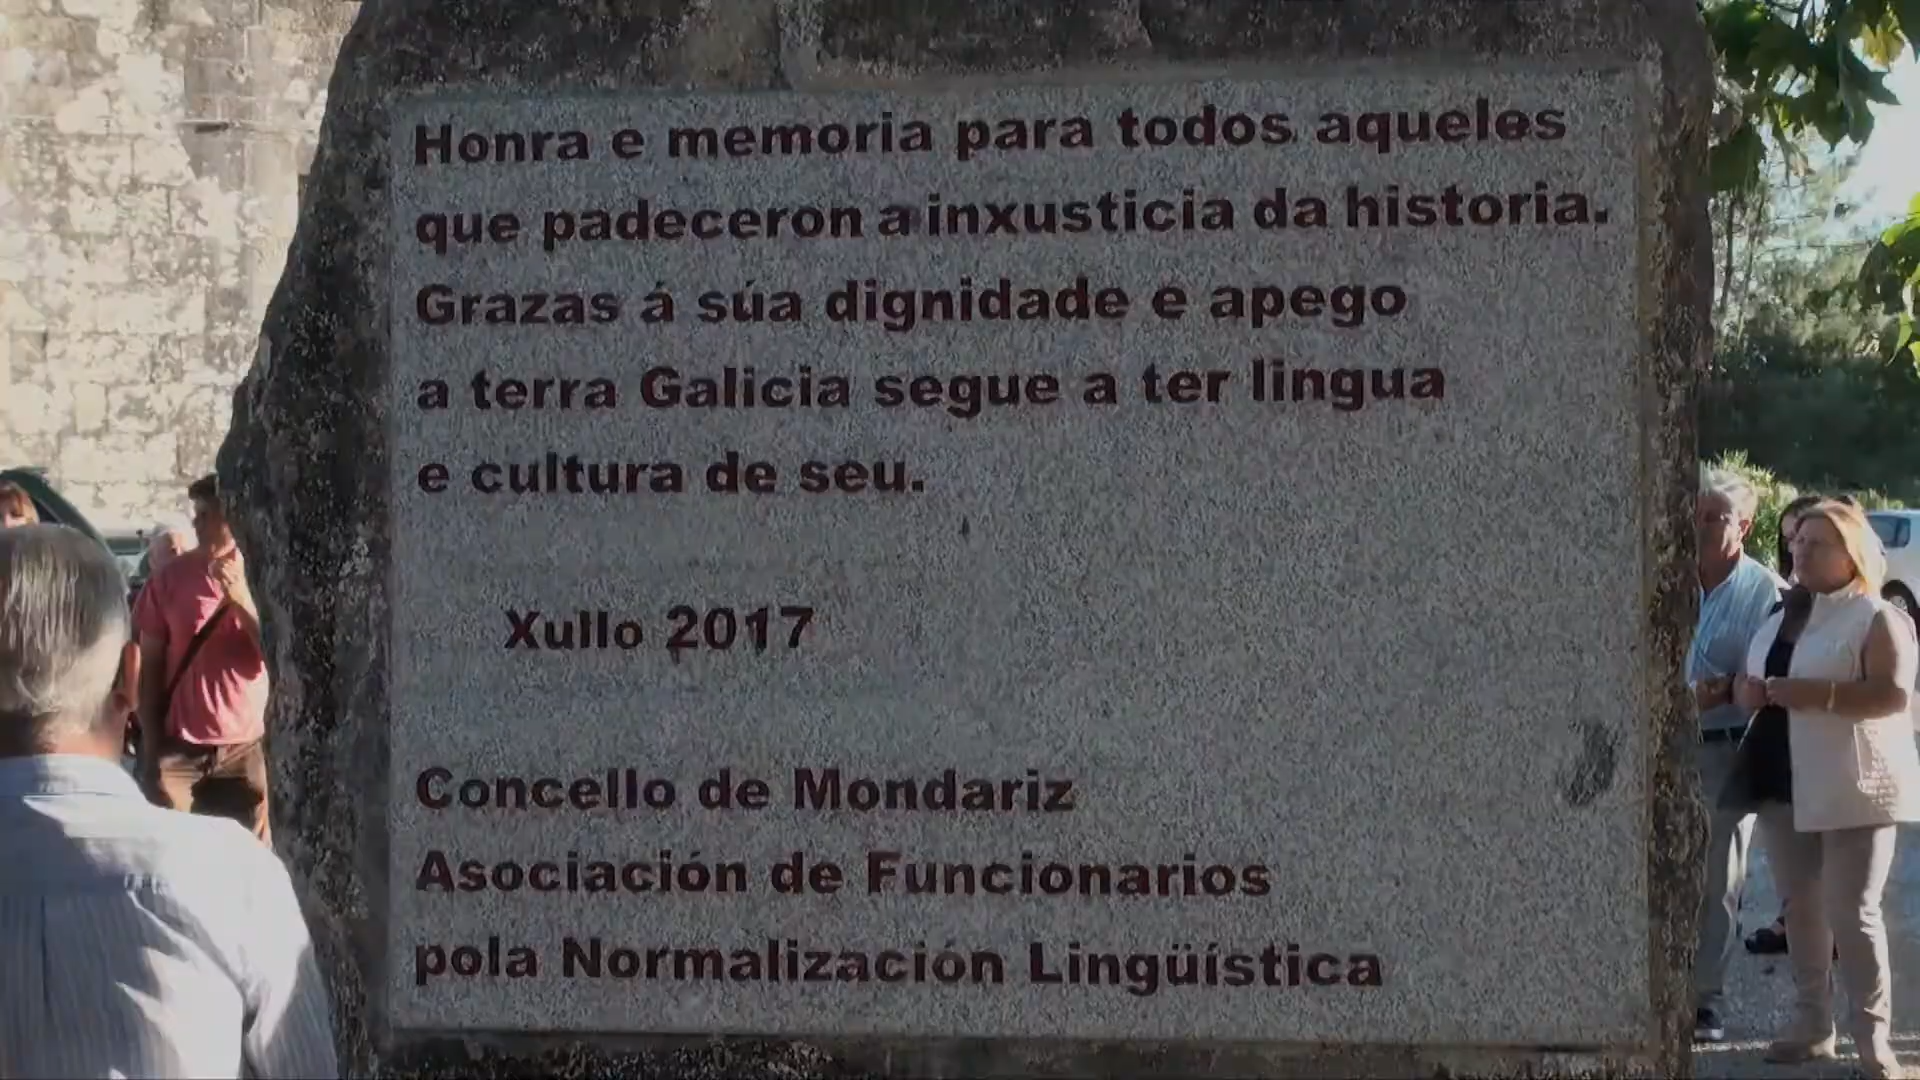 Honra e memoria para todos aqueles
que padeceron a inxusticia da historia.
Grazas á súa dignidade e apego
a terra Galicia segue a ter lingua
e cultura de seu.
Xullo 2017
Concello de Mondariz
Asociación de Funcionarios
pola Normalización Lingüística